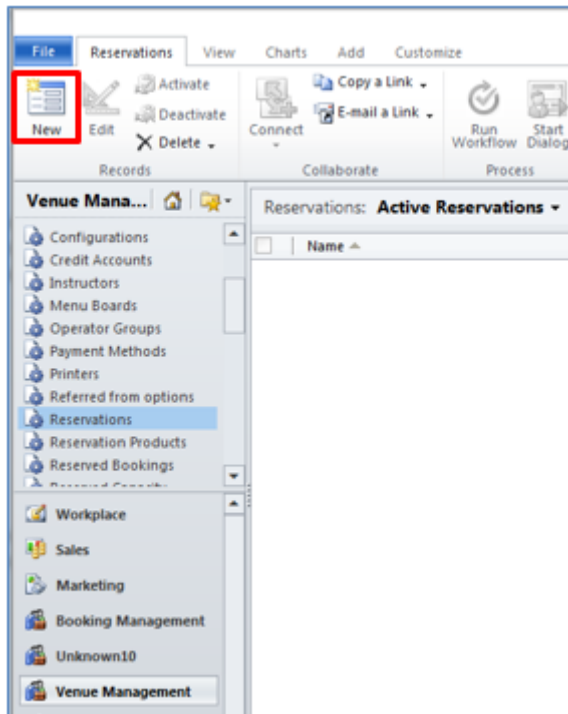 File Reservations View Charts Add Customize
New
Edit
Activate
Deactivate
Delete
Records
Connect
Copy a Link
E-mail a Link
Collaborate
Run Workflow
Start Dialog
Process
Venue Mana...
Reservations: Active Reservations
Name
Configurations
Credit Accounts
Instructors
Menu Boards
Operator Groups
Payment Methods
Printers
Referred from options
Reservations
Reservation Products
Reserved Bookings
Workplace
Sales
Marketing
Booking Management
Unknown10
Venue Management